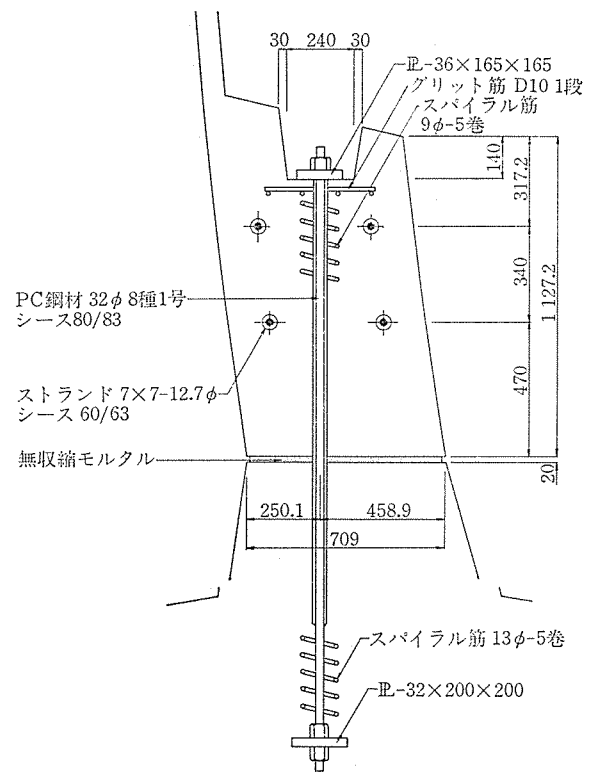 30 240 30
PL-36×165×165
グリット筋 D10 1段
スパイラル筋
9φ-5巻
140
317.2
340
1127.2
470
20
PC鋼材 32φ 8種1号
シース80/83
ストランド 7×7-12.7φ
シース 60/63
無収縮モルタル
250.1
458.9
709
スパイラル筋 13φ-5巻
PL-32×200×200